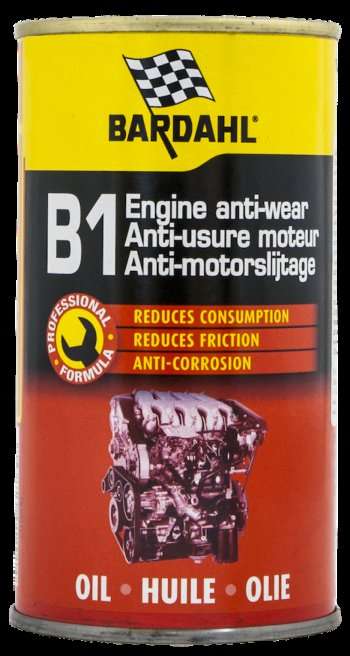 BARDAHL®
B1
Engine anti-wear
Anti-usure moteur
Anti-motorslijtage
PROFESSIONAL
FORMULA
REDUCES CONSUMPTION
REDUCES FRICTION
ANTI-CORROSION
OIL • HUILE • OLIE